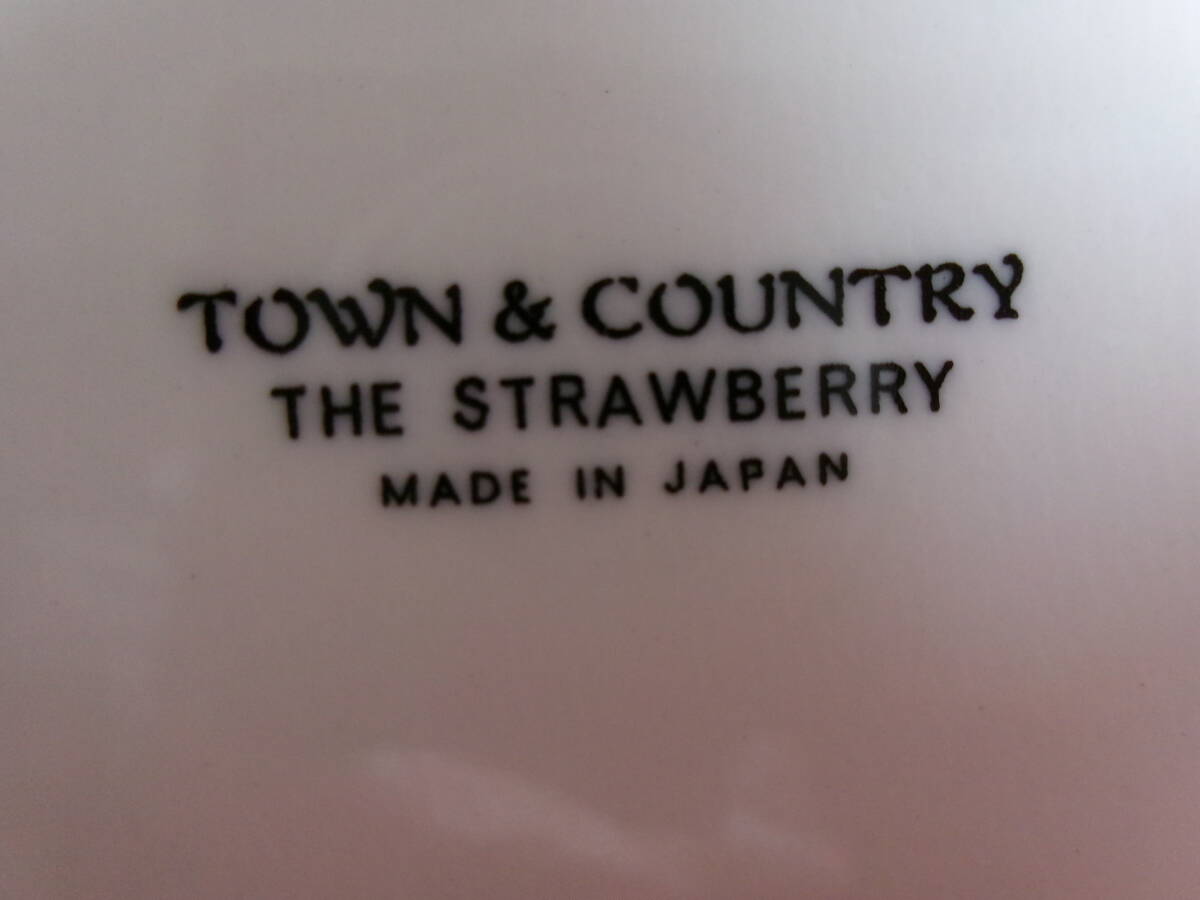 TOWN & COUNTRY
THE STRAWBERRY
MADE IN JAPAN